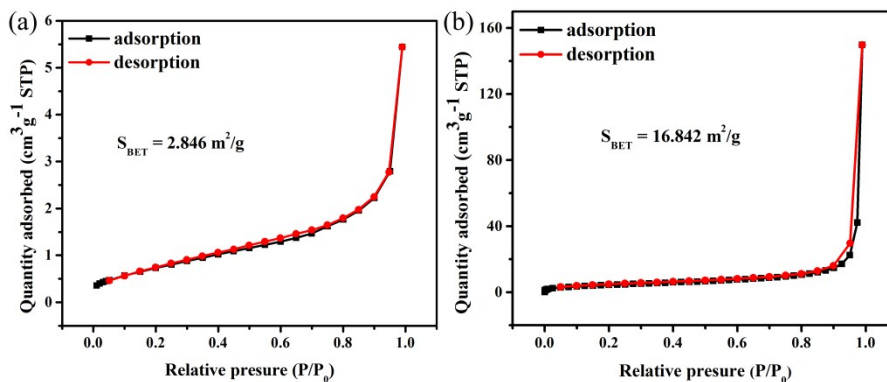 (a)
adsorption
desorption
S_BET = 2.846 m²/g
Quantity adsorbed (cm³g⁻¹ STP)
6
5
4
3
2
1
0
0.0 0.2 0.4 0.6 0.8 1.0
Relative presure (P/P₀)
(b)
adsorption
desorption
S_BET = 16.842 m²/g
Quantity adsorbed (cm³g⁻¹ STP)
160
120
80
40
0
0.0 0.2 0.4 0.6 0.8 1.0
Relative presure (P/P₀)